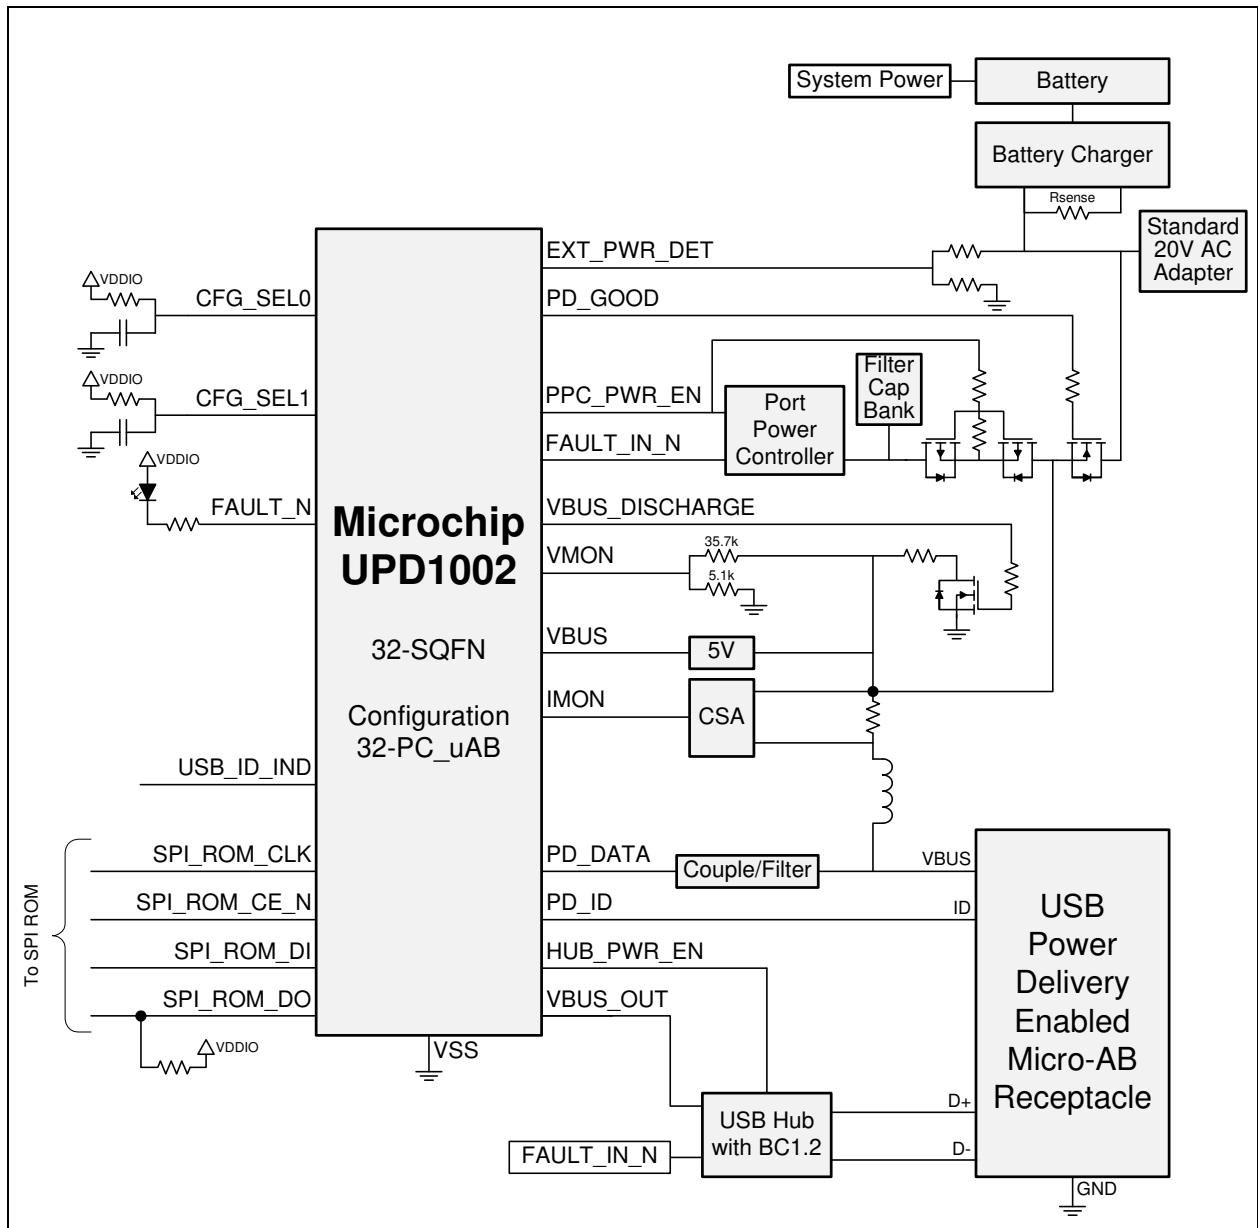 System Power
Battery
Battery Charger
Rsense
Standard
20V AC
Adapter
EXT_PWR_DET
PD_GOOD
VDDIO
CFG_SEL0
VDDIO
CFG_SEL1
PPC_PWR_EN
FAULT_IN_N
Port
Power
Controller
Filter
Cap
Bank
VDDIO
FAULT_N
Microchip
UPD1002
32-SQFN
Configuration
32-PC_uAB
VBUS_DISCHARGE
VMON
35.7k
5.1k
VBUS
5V
IMON
CSA
USB_ID_IND
To SPI ROM
SPI_ROM_CLK
SPI_ROM_CE_N
SPI_ROM_DI
SPI_ROM_DO
VDDIO
PD_DATA
Couple/Filter
VBUS
PD_ID
ID
HUB_PWR_EN
VBUS_OUT
VSS
USB
Power
Delivery
Enabled
Micro-AB
Receptacle
D+
D-
USB Hub
with BC1.2
FAULT_IN_N
GND